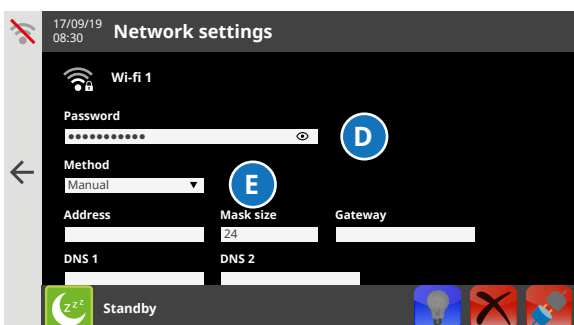 17/09/19
08:30
Network settings
Wi-fi 1
Password
•••••••••••
D
Method
Manual
E
Address Mask size Gateway
24
DNS 1 DNS 2
zzz
Standby